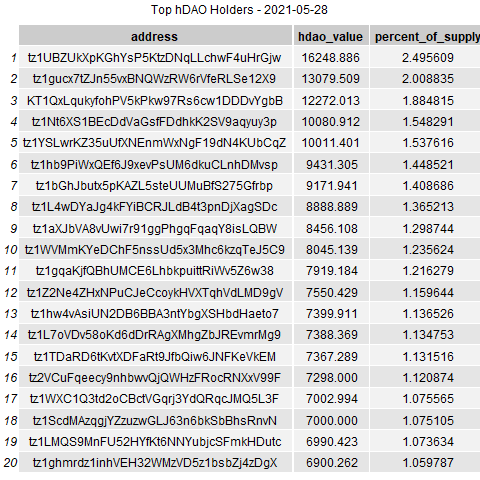 Top hDAO Holders - 2021-05-28
address hdao_value percent_of_supply
1 tz1UBZUkXpKGhYsP5KtzDNqLLchwF4uHrGjw 16248.886 2.495609
2 tz1gucx7tZJn55vxBNQWzRW6rVfeRLSe12X9 13079.509 2.008835
3 KT1QxLqukyfohPV5kPkw97Rs6cw1DDDvYgbB 12272.013 1.884815
4 tz1Nt6XS1BEcDdVaGsfFDdhkK2SV9aqyuy3p 10080.912 1.548291
5 tz1YSLwrKZ35uUfXNEnmWxNgF19dN4KUbCqZ 10011.401 1.537616
6 tz1hb9PiWxQEf6J9xevPsUM6dkuCLnhDMvsp 9431.305 1.448521
7 tz1bGhJbutx5pKAZL5steUUMuBfS275Gfrbp 9171.941 1.408686
8 tz1L4wDYaJg4kFYiBCRJLdB4t3pnDjXagSDc 8888.889 1.365213
9 tz1aXJbVA8vUwi7r91ggPhgqFqaqY8isLQBW 8456.108 1.298744
10 tz1WVMmKYeDChF5nssUd5x3Mhc6kzqTeJ5C9 8045.139 1.235624
11 tz1gqaKjfQBhUMCE6LhbkpuittRiWv5Z6w38 7919.184 1.216279
12 tz1Z2Ne4ZHxNPuCJeCcoykHVXTqhVdLMD9gV 7550.429 1.159644
13 tz1hw4vAsiUN2DB6BBA3ntYbgXSHbdHaeto7 7399.911 1.136526
14 tz1L7oVDv58oKd6dDrRAgXMhgZbJREvmrMg9 7388.369 1.134753
15 tz1TDaRD6tKvtXDFaRt9JfbQiw6JNFKeVkEM 7367.289 1.131516
16 tz2VCuFqeecy9nhbwvQjQWHzFRocRNXxV99F 7298.000 1.120874
17 tz1WXC1Q3td2oCBctVGqrj3YdQRqcJMQ5L3F 7002.994 1.075565
18 tz1ScdMAzqgjYZzuzwGLJ63n6bkSbBhsRnvN 7000.000 1.075105
19 tz1LMQS9MnFU52HYfKt6NNYubjcSFmkHDutc 6990.423 1.073634
20 tz1ghmrdz1inhVEH32WMzVD5z1bsbZj4zDgX 6900.262 1.059787